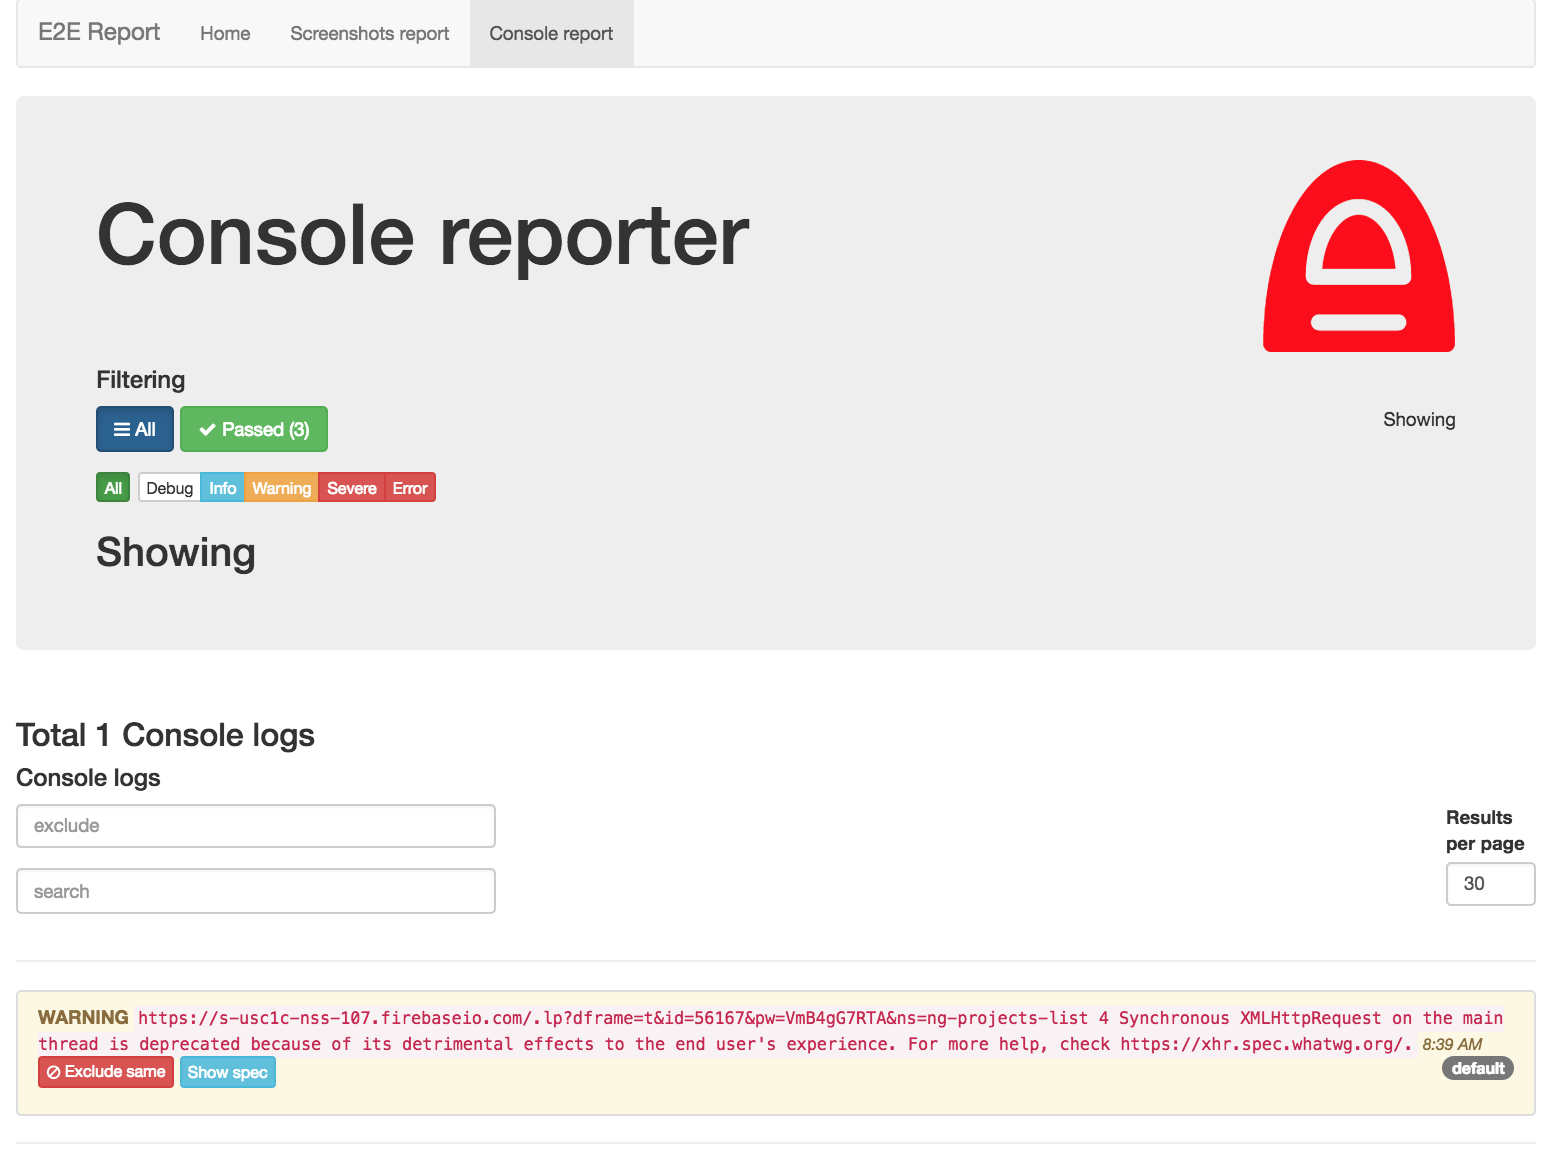 E2E Report Home Screenshots report Console report
Console reporter
Filtering
All Passed (3)
Showing
All Debug Info Warning Severe Error
Showing
Total 1 Console logs
Console logs
exclude
Results
per page
search
30
WARNING https://s-usc1c-nss-107.firebaseio.com/.lp?dframe=t&id=56167&pw=VmB4gG7RTA&ns=ng-projects-list 4 Synchronous XMLHttpRequest on the main
thread is deprecated because of its detrimental effects to the end user's experience. For more help, check https://xhr.spec.whatwg.org/. 8:39 AM
Exclude same Show spec default